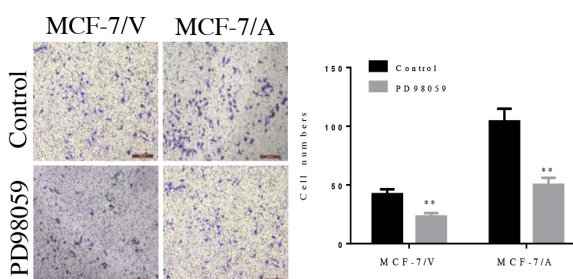 MCF-7/V MCF-7/A
Control
PD98059
Control
PD98059
Cell numbers
150
100
50
0
**
**
MCF-7/V MCF-7/A